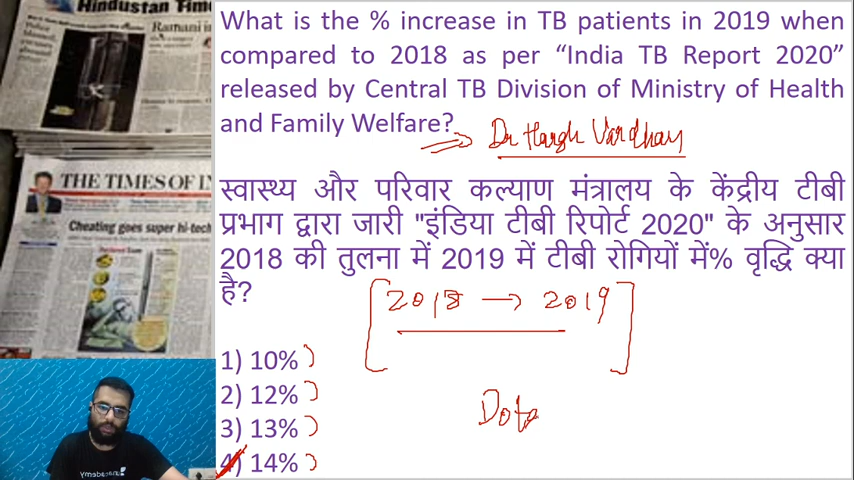 Hindustan Time
Ramani i
THE TIMES OF IN
Cheating goes super hi-tech
What is the % increase in TB patients in 2019 when
compared to 2018 as per “India TB Report 2020”
released by Central TB Division of Ministry of Health
and Family Welfare?
Dr Harsh Vardhan
स्वास्थ्य और परिवार कल्याण मंत्रालय के केंद्रीय टीबी
प्रभाग द्वारा जारी "इंडिया टीबी रिपोर्ट 2020" के अनुसार
2018 की तुलना में 2019 में टीबी रोगियों में% वृद्धि क्या
है?
[2018 → 2019]
1) 10%
2) 12%
3) 13%
4) 14%
unacademy